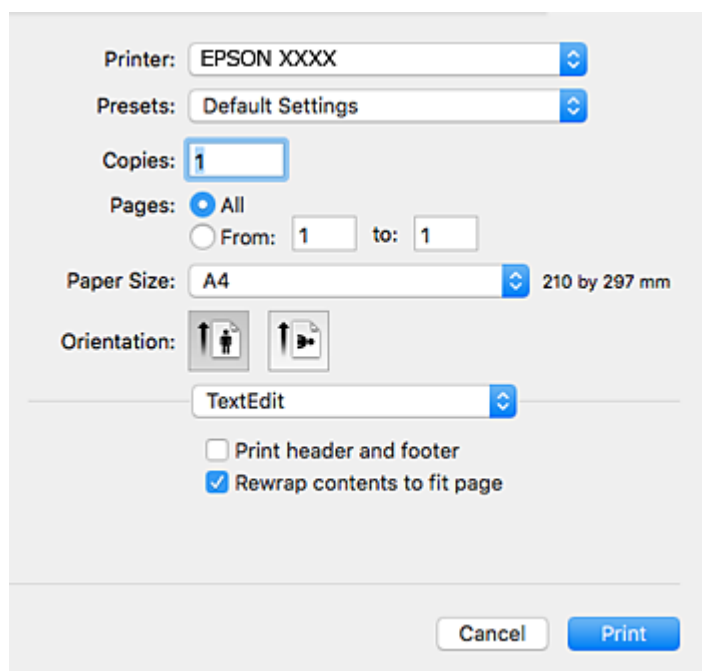 Printer: EPSON XXXX
Presets: Default Settings
Copies: 1
Pages: All
From: 1 to: 1
Paper Size: A4 210 by 297 mm
Orientation:
TextEdit
Print header and footer
Rewrap contents to fit page
Cancel Print